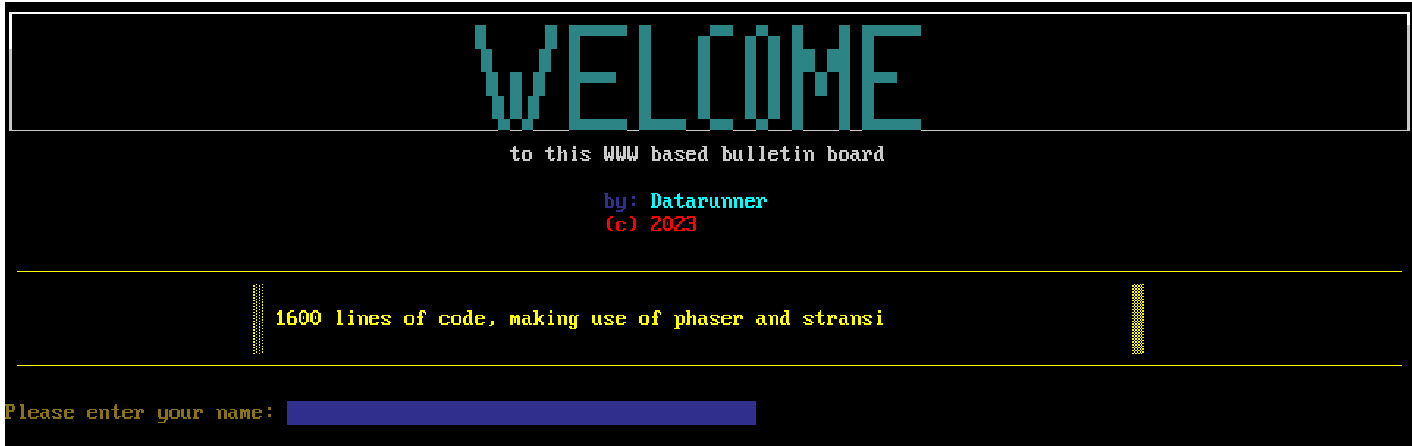 WELCOME
to this WWW based bulletin board
by: Datarunner
(c) 2023
1600 lines of code, making use of phaser and stransi
Please enter your name: